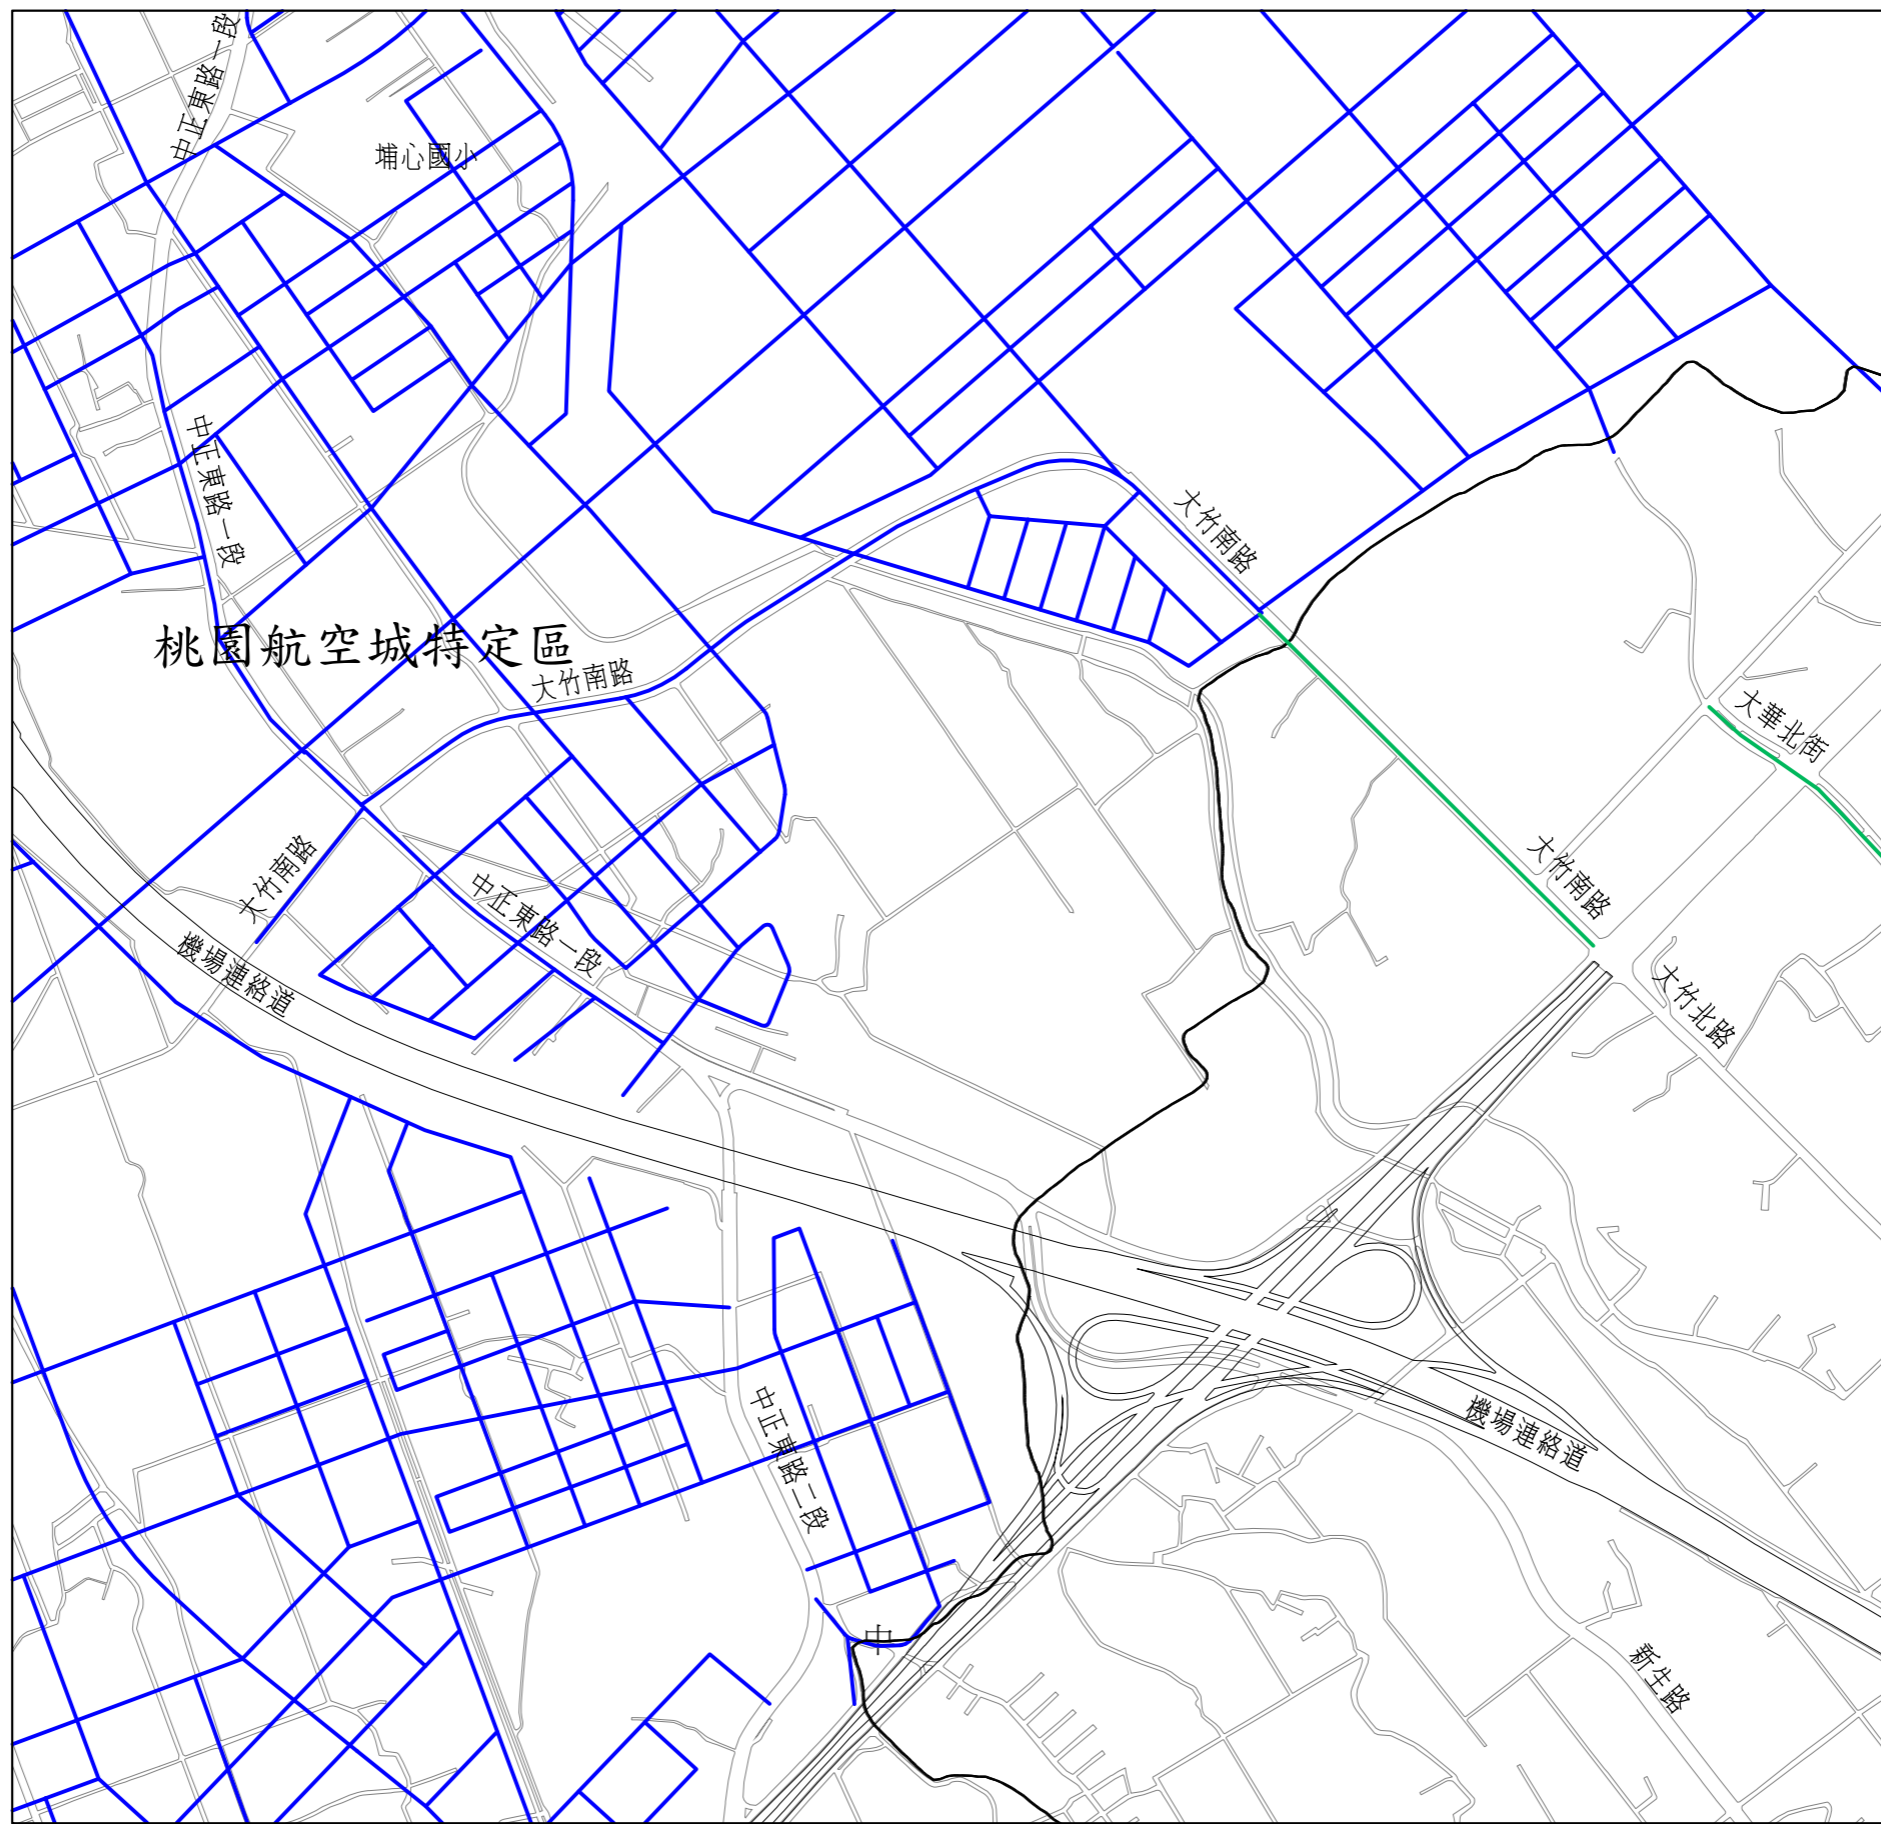 中正東路一段
埔心國小
中正東路一段
大竹南路
桃園航空城特定區
大竹南路
大華北街
大竹南路
大竹南路
中正東路一段
機場連絡道
大竹北路
中正東路二段
機場連絡道
中
新生路